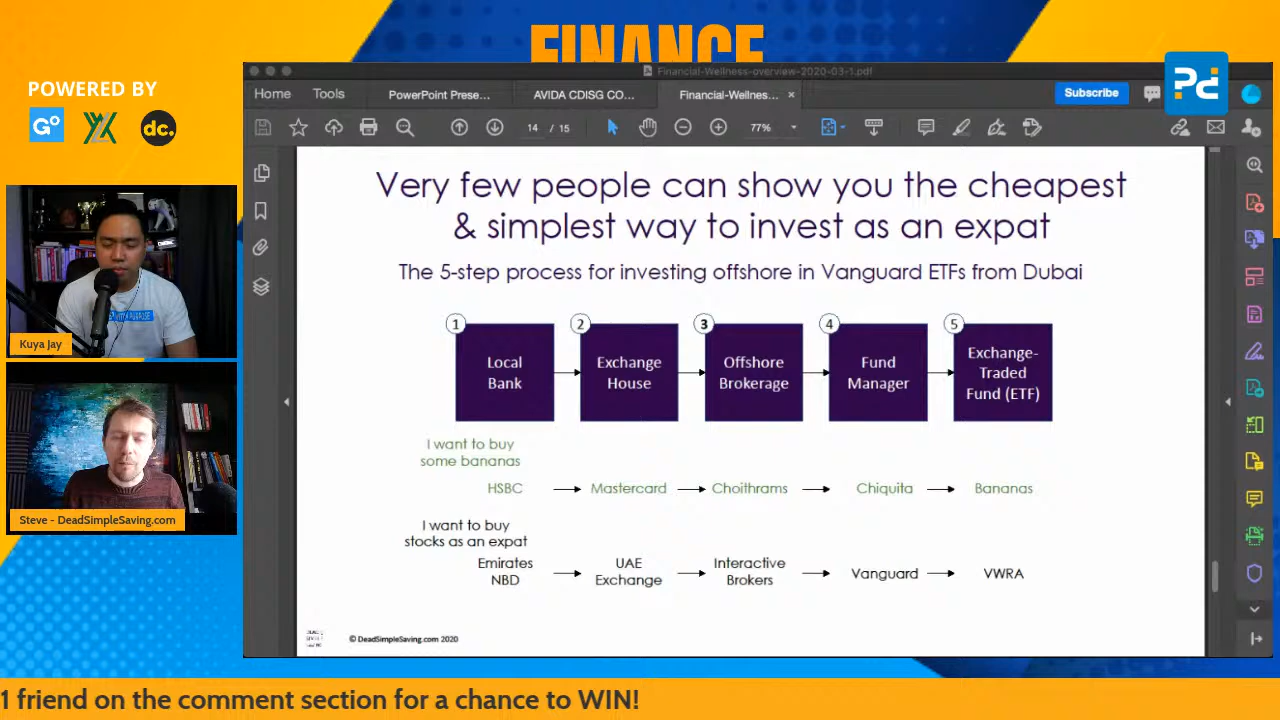 FINANCE
POWERED BY
GO
dc.
Pd
Financial-Wellness-overview-2020-03-1.pdf
Home
Tools
PowerPoint Prese...
AVIDA CDISG CO...
Financial-Wellnes...
×
Subscribe
14 / 15
77%
Very few people can show you the cheapest
& simplest way to invest as an expat
The 5-step process for investing offshore in Vanguard ETFs from Dubai
1
2
3
4
5
Local
Bank
Exchange
House
Offshore
Brokerage
Fund
Manager
Exchange-
Traded
Fund (ETF)
I want to buy
some bananas
HSBC
Mastercard
Choithrams
Chiquita
Bananas
I want to buy
stocks as an expat
Emirates
NBD
UAE
Exchange
Interactive
Brokers
Vanguard
VWRA
© DeadSimpleSaving.com 2020
Kuya Jay
Steve - DeadSimpleSaving.com
1 friend on the comment section for a chance to WIN!